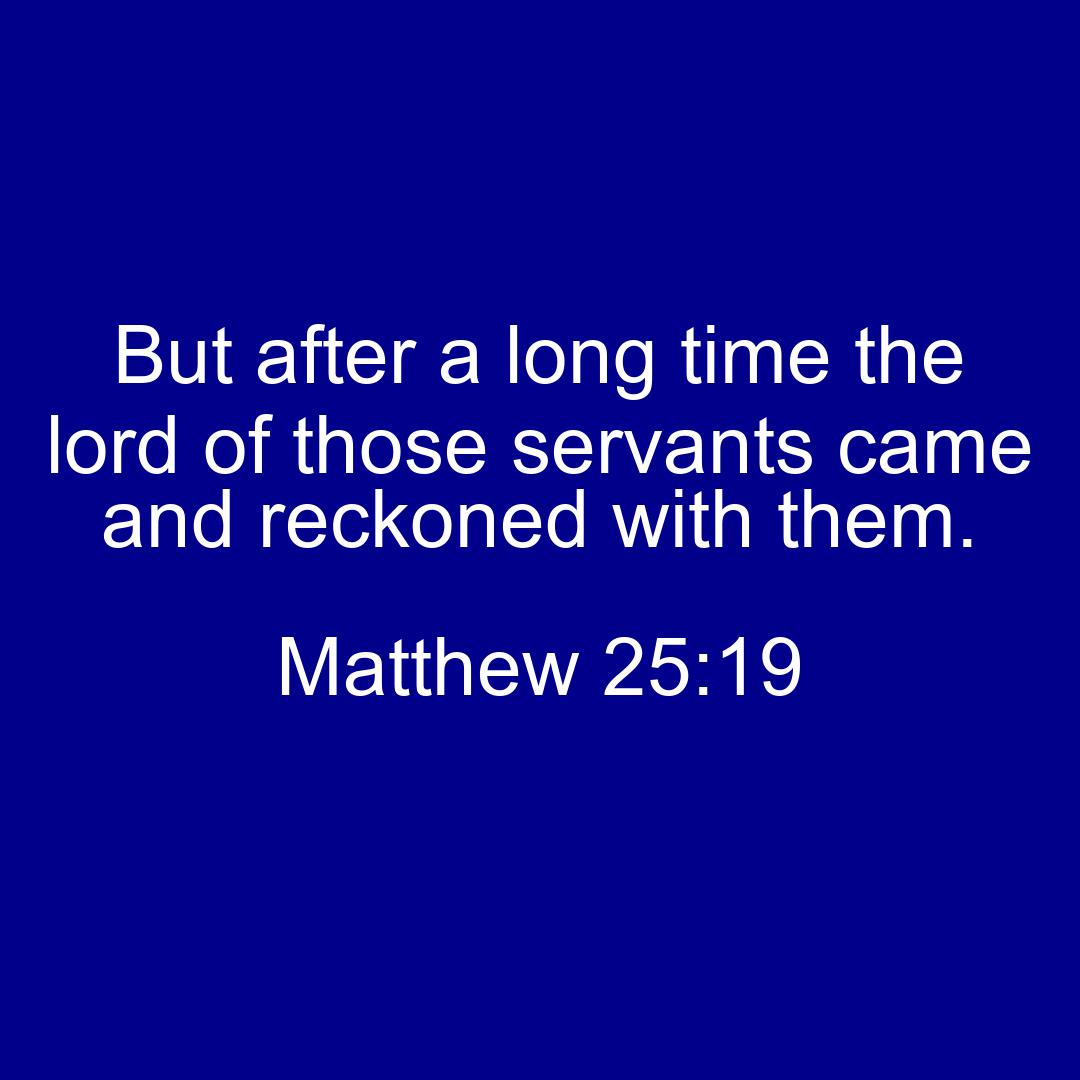 But after a long time the
lord of those servants came
and reckoned with them.
Matthew 25:19